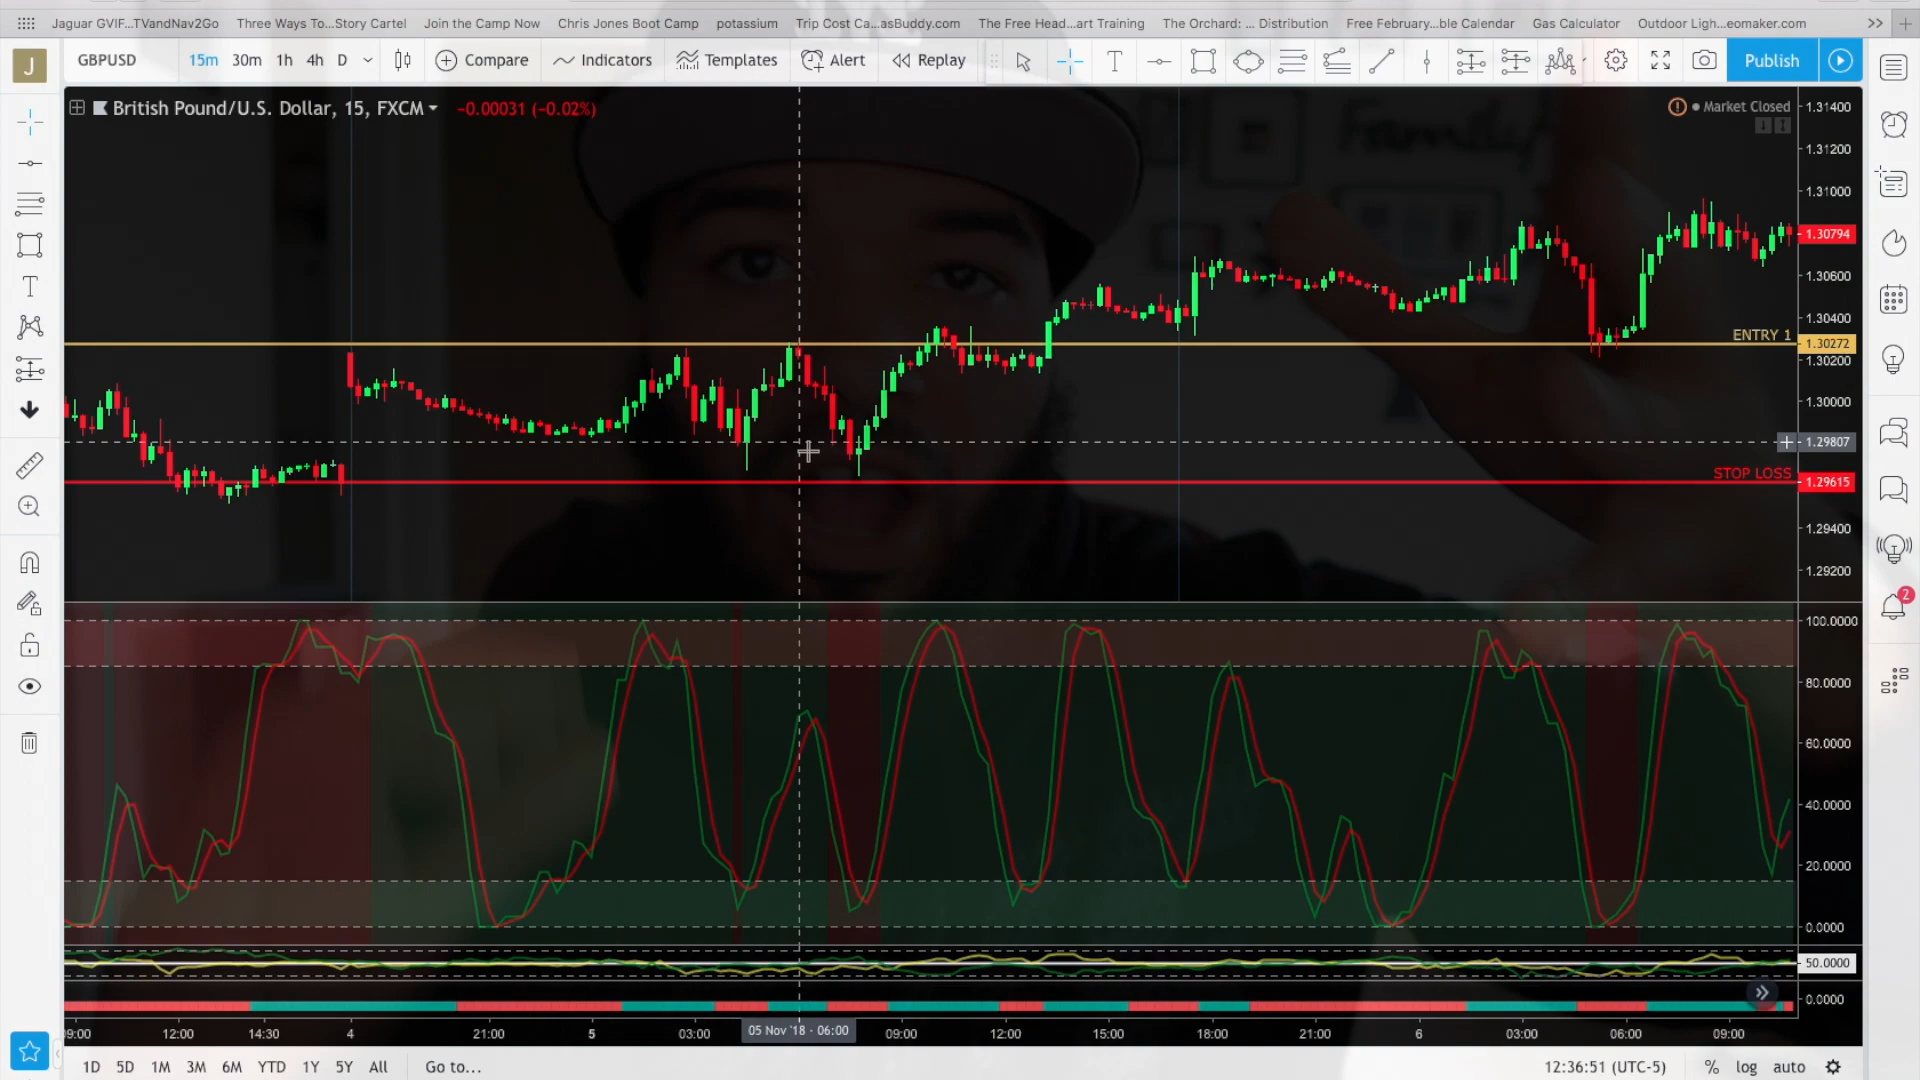 Jaguar GVIF...TVandNav2Go Three Ways To...Story Cartel Join the Camp Now Chris Jones Boot Camp potassium Trip Cost Ca...asBuddy.com The Free Head...art Training The Orchard: ... Distribution Free February...ble Calendar Gas Calculator Outdoor Ligh...eomaker.com
J GBPUSD 15m 30m 1h 4h D Compare Indicators Templates Alert Replay Publish
British Pound/U.S. Dollar, 15, FXCM -0.00031 (-0.02%) Market Closed
Family
1.31400
1.31200
1.31000
1.30794
1.30600
1.30400
ENTRY 1 1.30272
1.30200
1.30000
1.29807
STOP LOSS 1.29615
1.29400
1.29200
2
100.0000
80.0000
60.0000
40.0000
20.0000
0.0000
50.0000
0.0000
09:00 12:00 14:30 4 21:00 5 03:00 05 Nov '18 - 06:00 09:00 12:00 15:00 18:00 21:00 6 03:00 06:00 09:00
1D 5D 1M 3M 6M YTD 1Y 5Y All Go to... 12:36:51 (UTC-5) % log auto